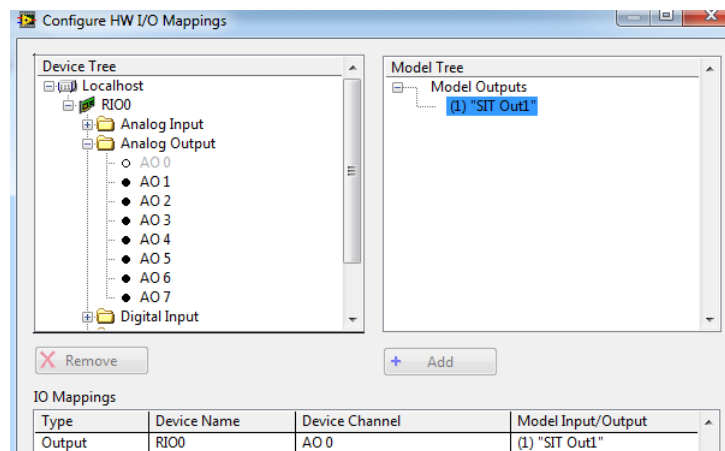 Configure HW I/O Mappings
Device Tree
Localhost
RIO0
Analog Input
Analog Output
AO 0
AO 1
AO 2
AO 3
AO 4
AO 5
AO 6
AO 7
Digital Input
Model Tree
Model Outputs
(1) "SIT Out1"
Remove
Add
IO Mappings
Type Device Name Device Channel Model Input/Output
Output RIO0 AO 0 (1) "SIT Out1"